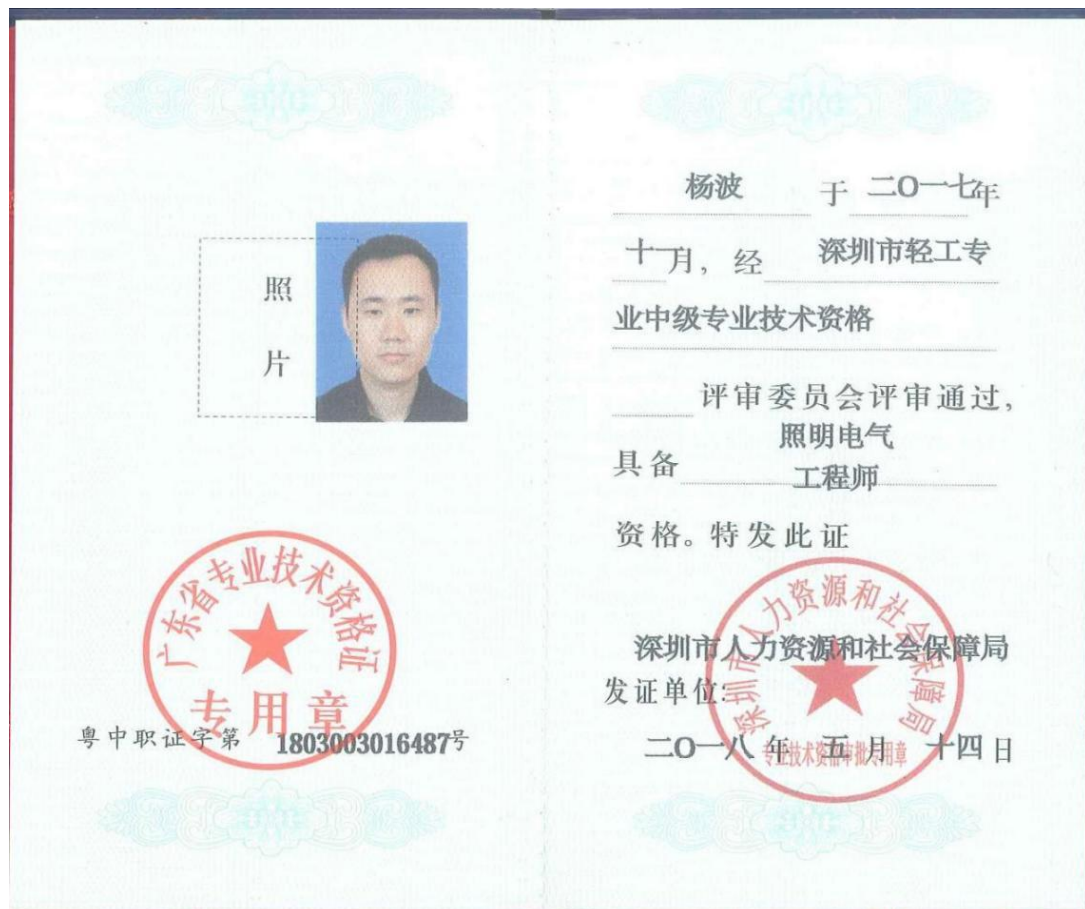 照
片
广东省专业技术资格证
专用章
粤中职证字第 1803003016487号
杨波 于 二O一七年
十一月，经 深圳市轻工专
业中级专业技术资格
评审委员会评审通过，
照明电气
具备 工程师
资格。特发此证
深圳市人力资源和社会保障局
深圳市人力资源和社会保障局
发证单位：
二O一八 年 五 月 十四 日
专业技术资格审批专用章